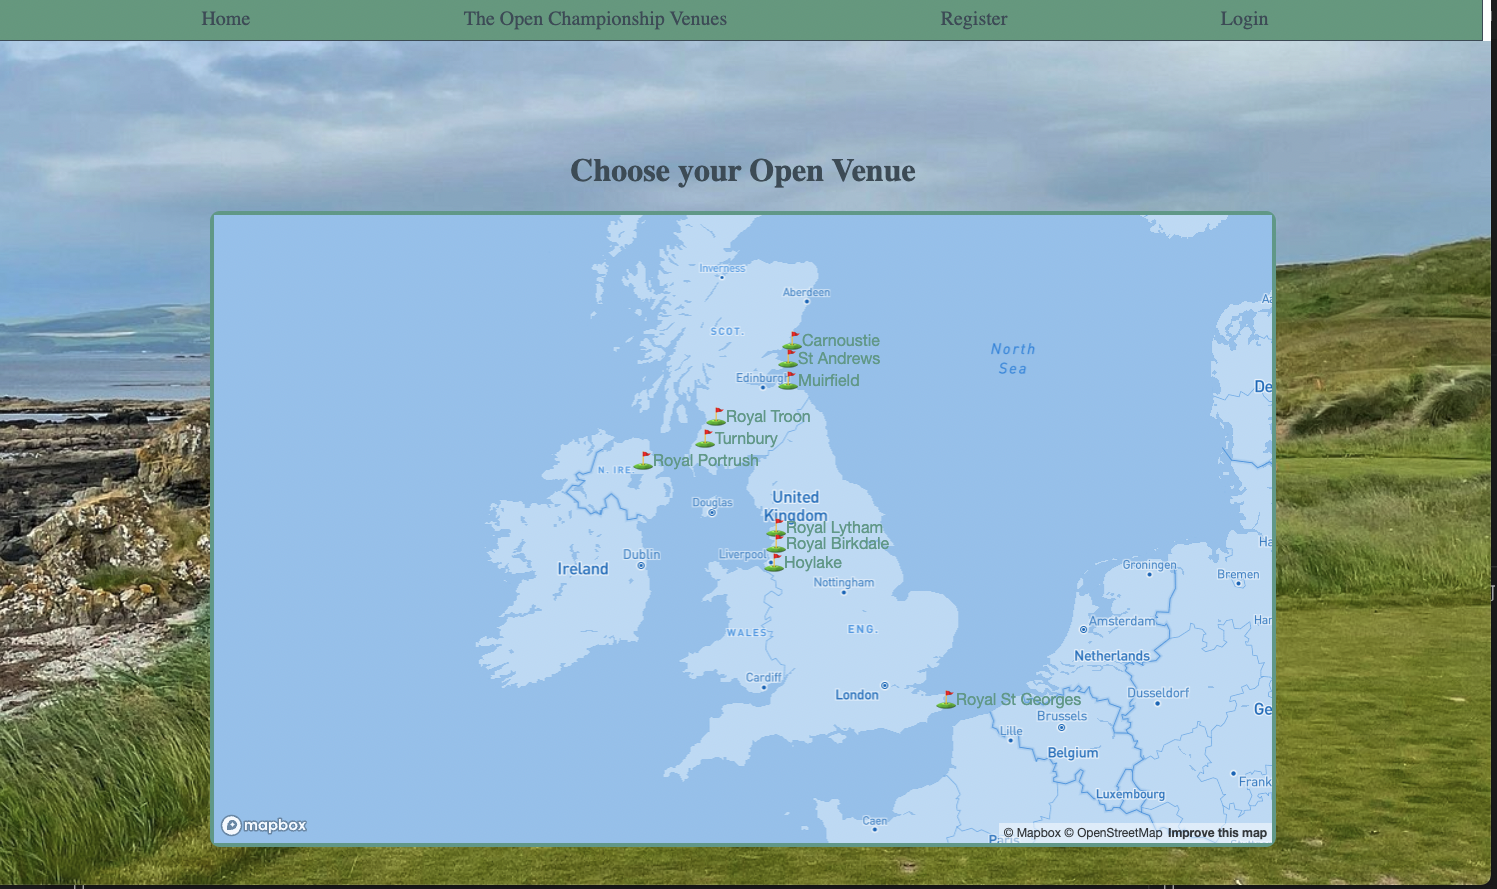 Home
The Open Championship Venues
Register
Login
Choose your Open Venue
Inverness
Aberdeen
SCOT.
Carnoustie
St Andrews
North
Sea
Edinburgh
Muirfield
De
Royal Troon
Turnbury
Royal Portrush
N. IRE
United
Kingdom
Douglas
Royal Lytham
Royal Birkdale
Ha
Liverpool
Dublin
Hoylake
Ireland
Nottingham
Groningen
Bremen
Amsterdam
Har
ENG.
WALES
Netherlands
Cardiff
London
Dusseldorf
Royal St Georges
Ge
Brussels
Lille
Belgium
Frank
Luxembourg
Caen
mapbox
© Mapbox © OpenStreetMap Improve this map
Paris